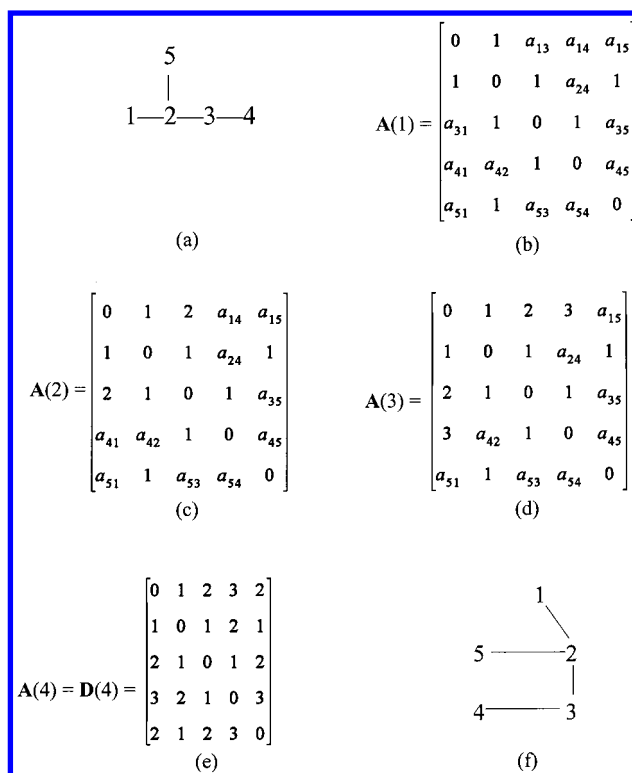 5
1—2—3—4
(a)
A(1) =
0 1 a₁₃ a₁₄ a₁₅
1 0 1 a₂₄ 1
a₃₁ 1 0 1 a₃₅
a₄₁ a₄₂ 1 0 a₄₅
a₅₁ 1 a₅₃ a₅₄ 0
(b)
A(2) =
0 1 2 a₁₄ a₁₅
1 0 1 a₂₄ 1
2 1 0 1 a₃₅
a₄₁ a₄₂ 1 0 a₄₅
a₅₁ 1 a₅₃ a₅₄ 0
(c)
A(3) =
0 1 2 3 a₁₅
1 0 1 a₂₄ 1
2 1 0 1 a₃₅
3 a₄₂ 1 0 a₄₅
a₅₁ 1 a₅₃ a₅₄ 0
(d)
A(4) = D(4) =
0 1 2 3 2
1 0 1 2 1
2 1 0 1 2
3 2 1 0 3
2 1 2 3 0
(e)
1
5 2
4 3
(f)